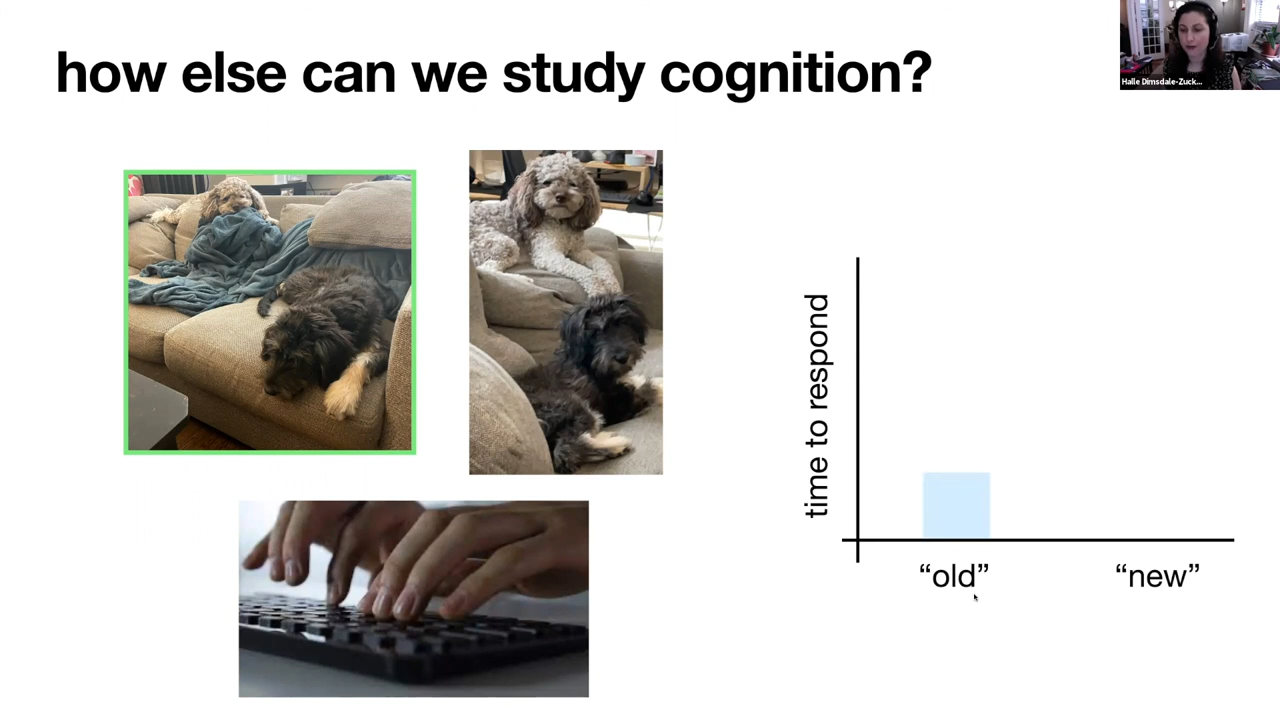 how else can we study cognition?
Halle Dimsdale-Zuck...
time to respond
“old”
“new”